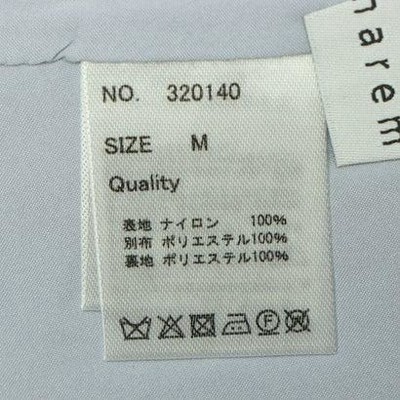 NO. 320140
SIZE M
Quality
表地 ナイロン 100%
別布 ポリエステル100%
裏地 ポリエステル100%
narem